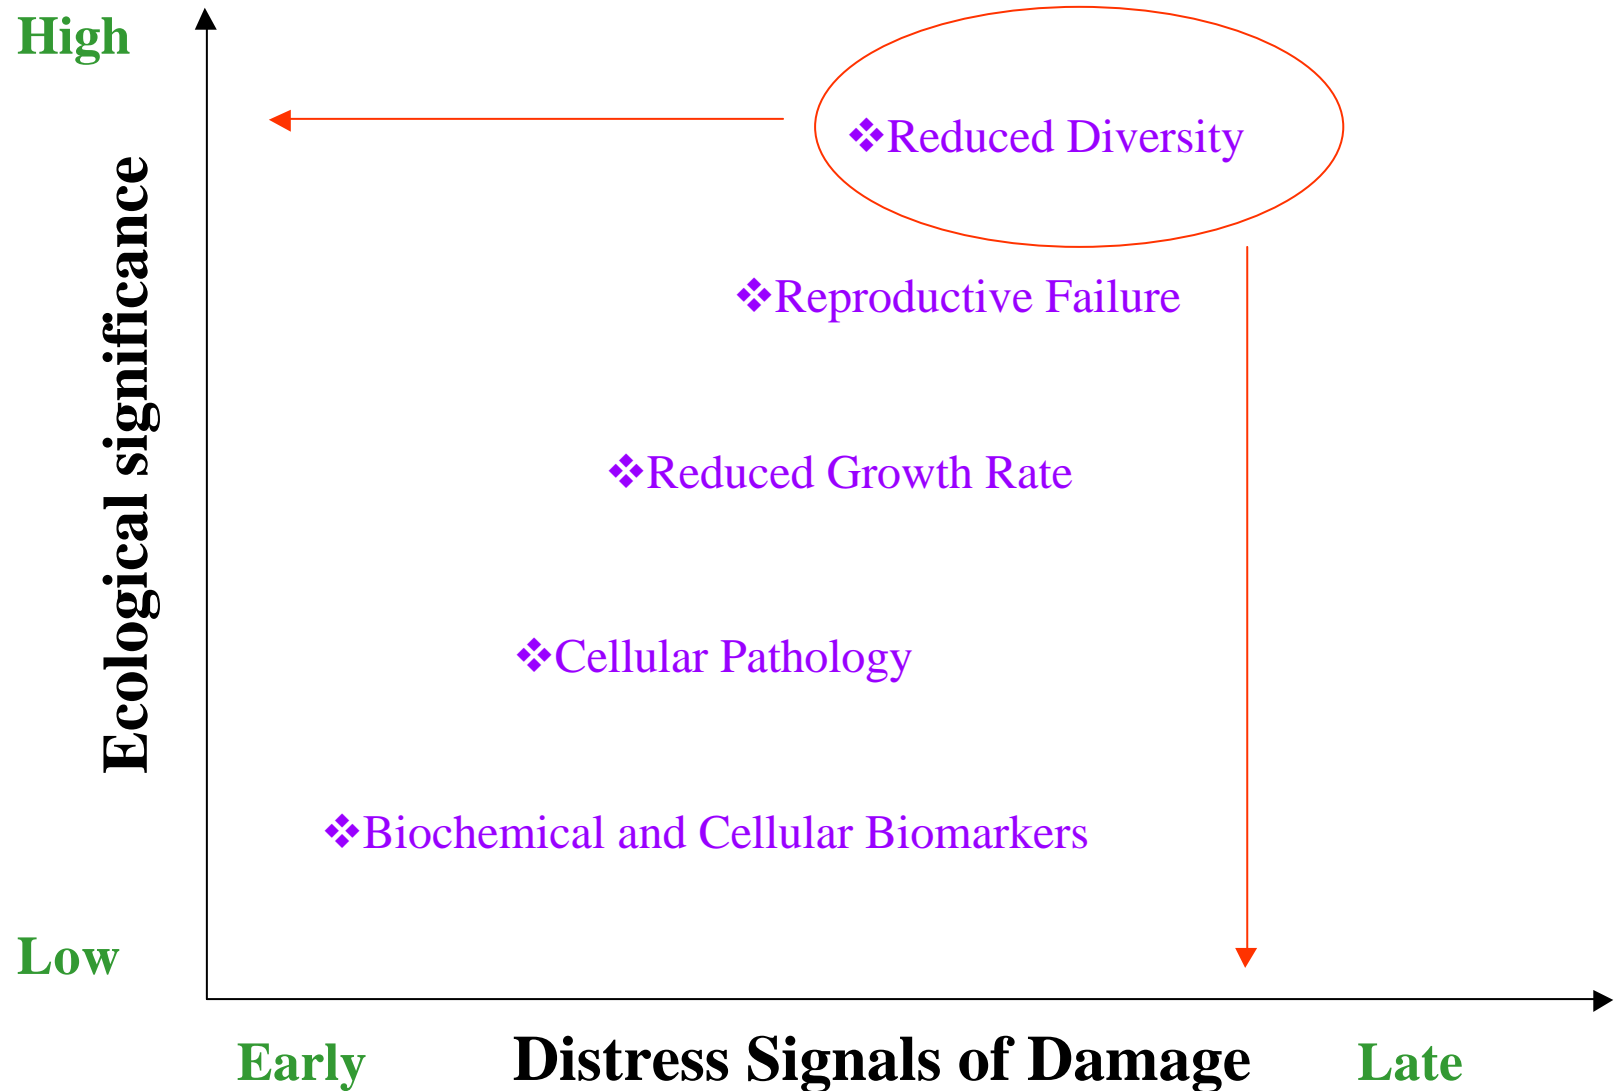 High
Ecological significance
❖Reduced Diversity
❖Reproductive Failure
❖Reduced Growth Rate
❖Cellular Pathology
❖Biochemical and Cellular Biomarkers
Low
Early Distress Signals of Damage Late